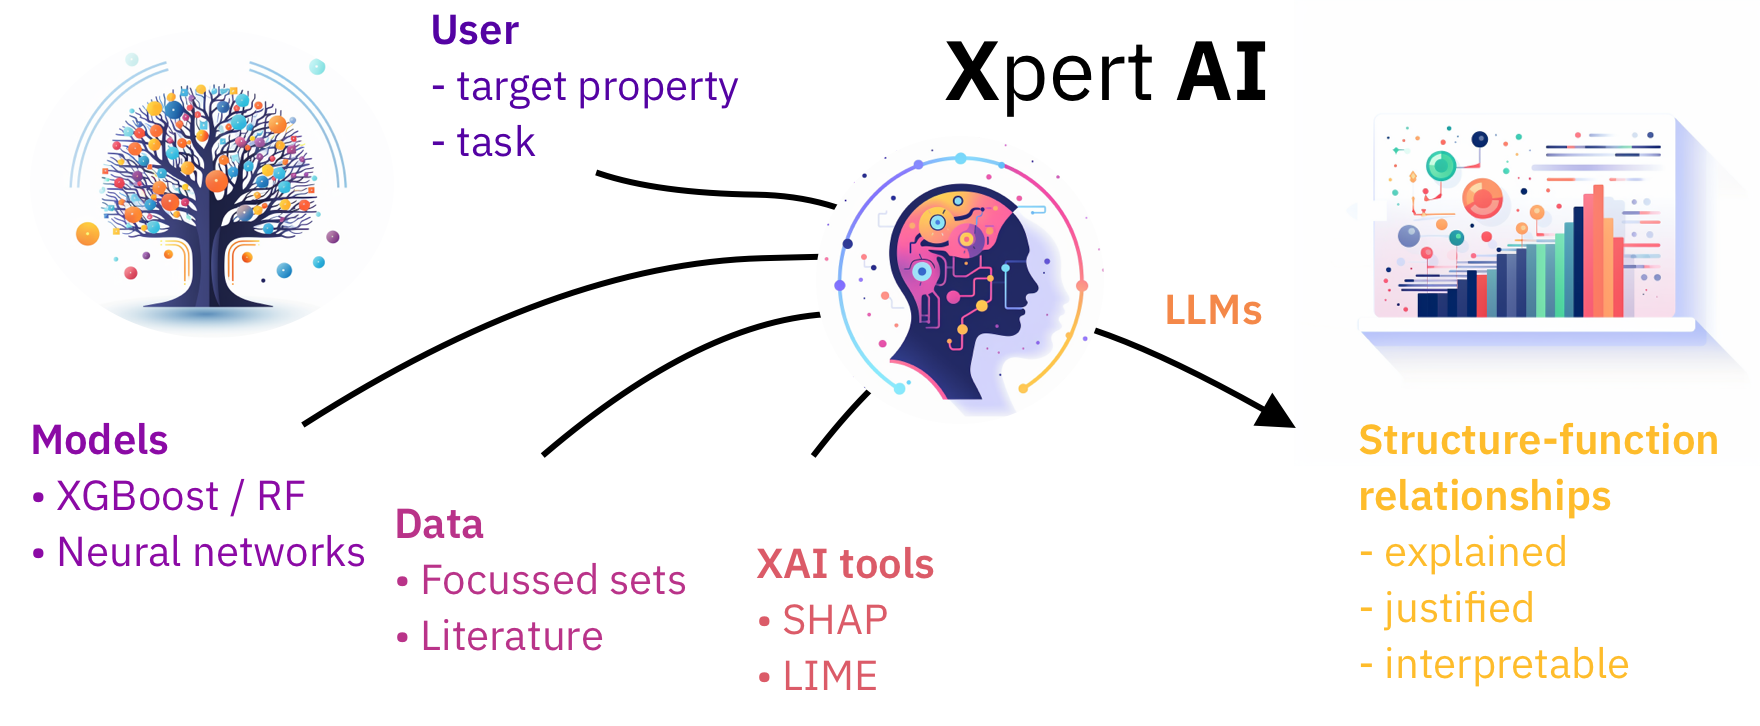 User
- target property
- task
Xpert AI
LLMs
Models
• XGBoost / RF
• Neural networks
Data
• Focussed sets
• Literature
XAI tools
• SHAP
• LIME
Structure-function
relationships
- explained
- justified
- interpretable